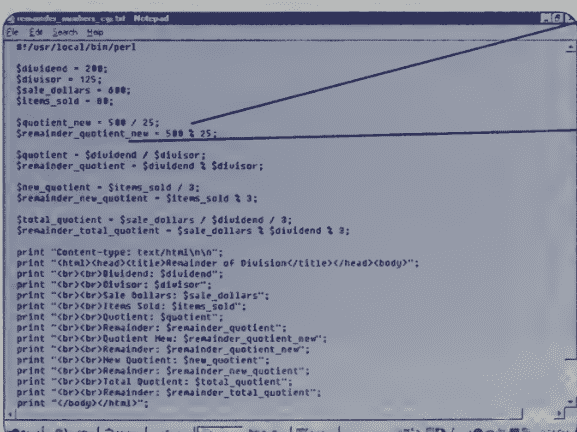 remainder_numbers_cgi.txt - Notepad
File Edit Search Help
#!/usr/local/bin/perl
$dividend = 200;
$divisor = 125;
$sale_dollars = 600;
$items_sold = 80;
$quotient_new = 500 / 25;
$remainder_quotient_new = 500 % 25;
$quotient = $dividend / $divisor;
$remainder_quotient = $dividend % $divisor;
$new_quotient = $items_sold / 3;
$remainder_new_quotient = $items_sold % 3;
$total_quotient = $sale_dollars / $dividend / 3;
$remainder_total_quotient = $sale_dollars % $dividend % 3;
print "Content-type: text/html\n\n";
print "<html><head><title>Remainder of Division</title></head><body>";
print "<br><br>Dividend: $dividend";
print "<br><br>Divisor: $divisor";
print "<br><br>Sale Dollars: $sale_dollars";
print "<br><br>Items Sold: $items_sold";
print "<br><br>Quotient: $quotient";
print "<br><br>Remainder: $remainder_quotient";
print "<br><br>Quotient New: $remainder_quotient_new";
print "<br><br>Remainder: $remainder_quotient_new";
print "<br><br>New Quotient: $new_quotient";
print "<br><br>Remainder: $remainder_new_quotient";
print "<br><br>Total Quotient: $total_quotient";
print "<br><br>Remainder: $remainder_total_quotient";
print "</body></html>";